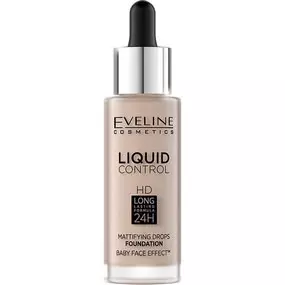 EVELINE
COSMETICS
LIQUID
CONTROL
HD
LONG
LASTING
FORMULA
24H
MATTIFYING DROPS
FOUNDATION
BABY FACE EFFECT™